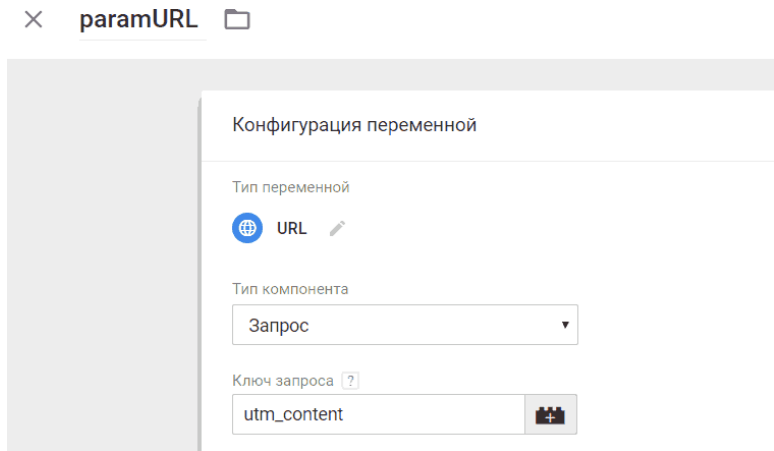 paramURL
Конфигурация переменной
Тип переменной
URL
Тип компонента
Запрос
Ключ запроса ?
utm_content